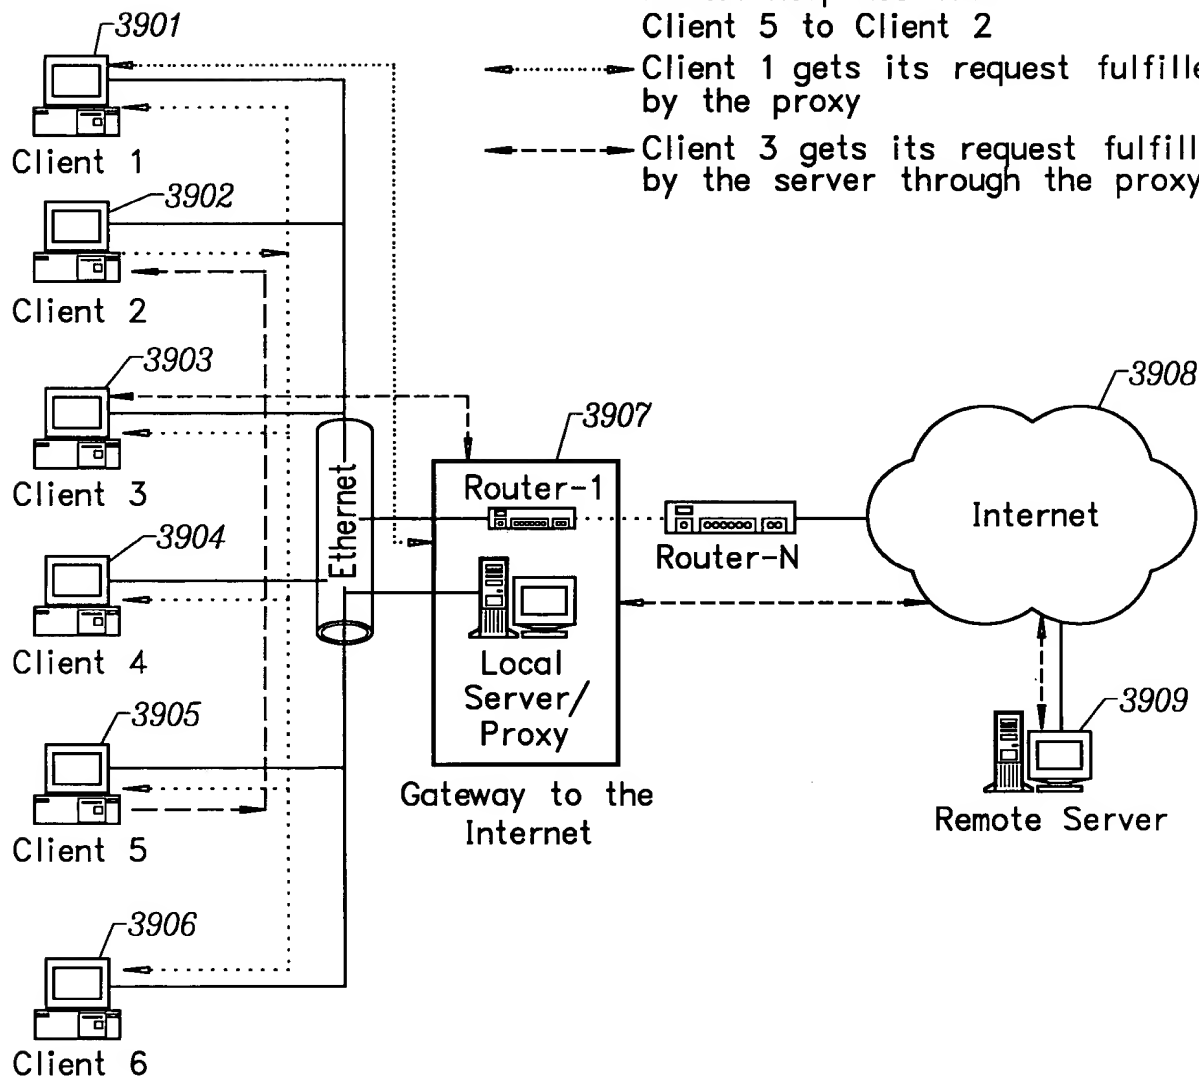 Client 5 to Client 2
Client 1 gets its request fulfille
by the proxy
Client 3 gets its request fulfill
by the server through the proxy
3901
Client 1
3902
Client 2
3903
Client 3
3904
Client 4
3905
Client 5
3906
Client 6
Ethernet
3907
Router-1
Local
Server/
Proxy
Gateway to the
Internet
Router-N
3908
Internet
3909
Remote Server